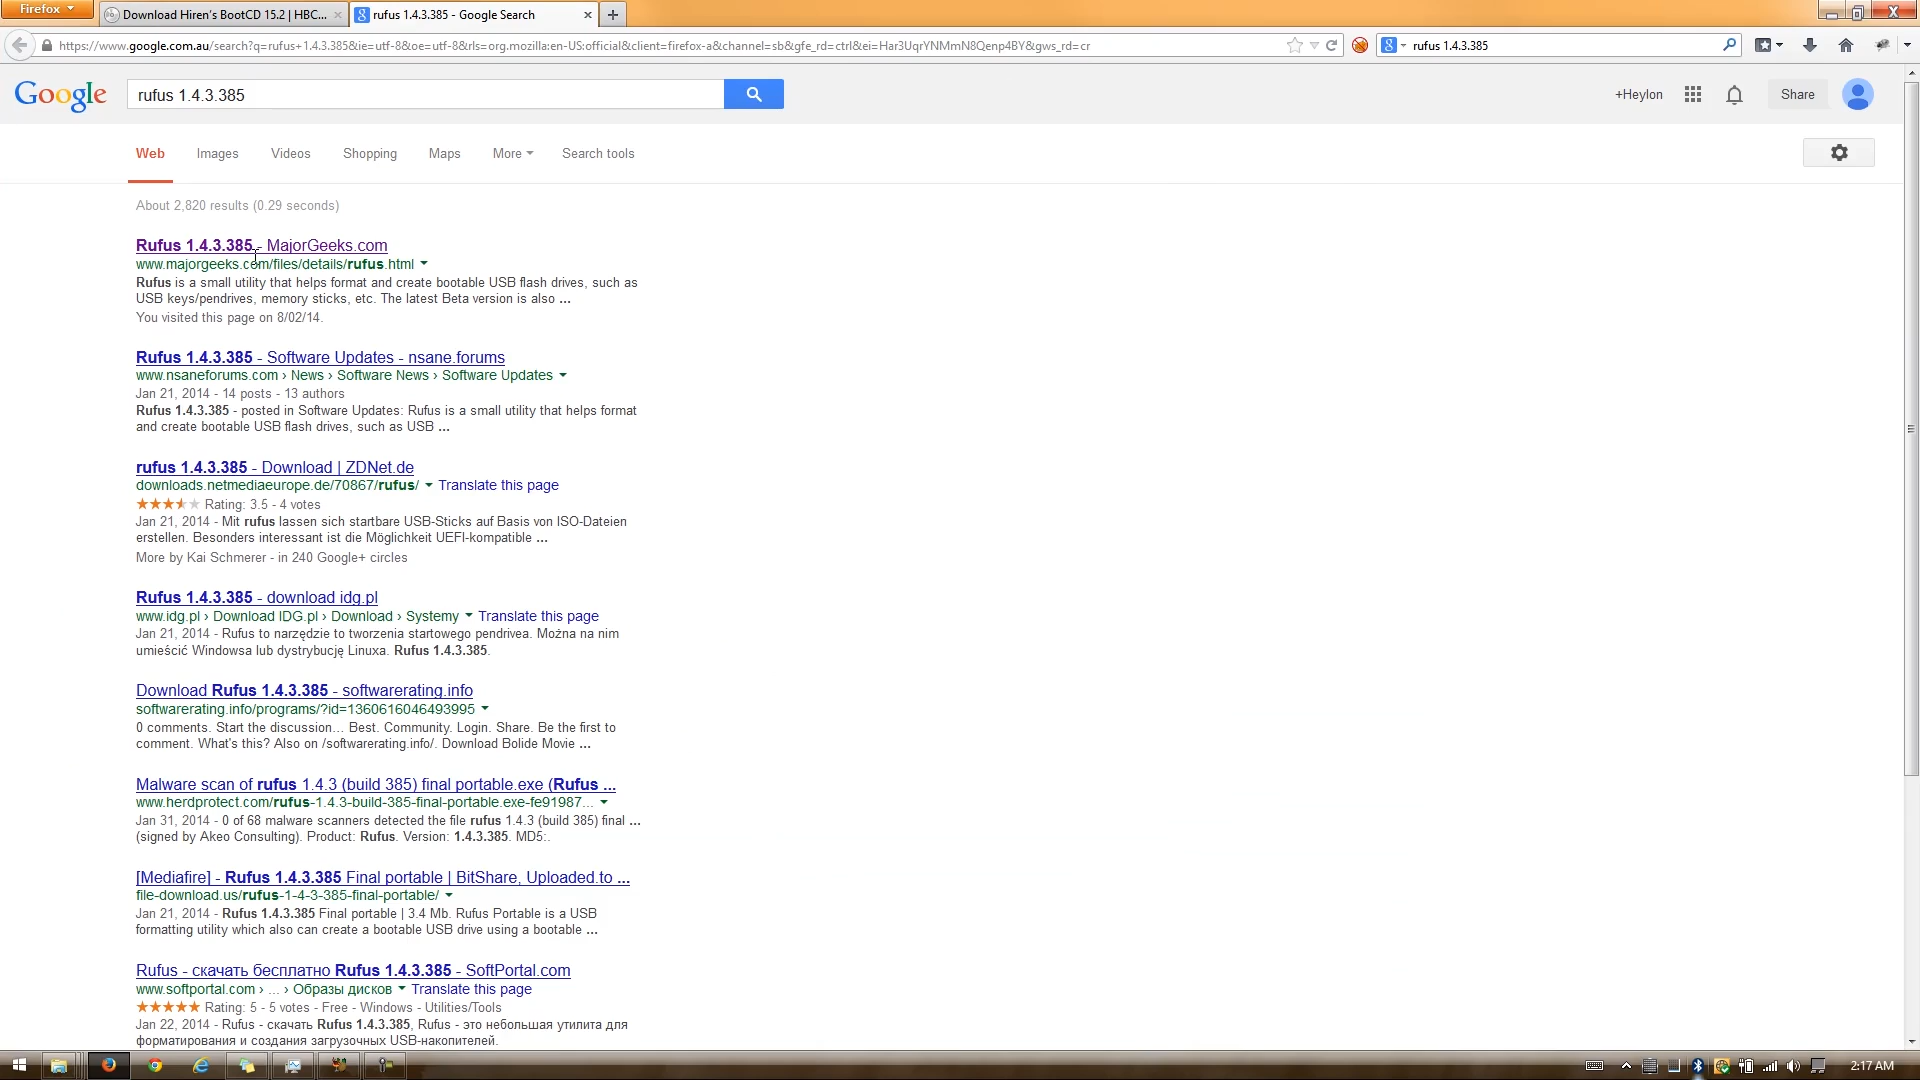 Firefox
Download Hiren's BootCD 15.2 | HBC...
rufus 1.4.3.385 - Google Search
https://www.google.com.au/search?q=rufus+1.4.3.385&ie=utf-8&oe=utf-8&rls=org.mozilla:en-US:official&client=firefox-a&channel=sb&gfe_rd=ctrl&ei=Har3UqrYNMmN8Qenp4BY&gws_rd=cr
rufus 1.4.3.385
Google
rufus 1.4.3.385
+Heylon
Share
Web Images Videos Shopping Maps More Search tools
About 2,820 results (0.29 seconds)
Rufus 1.4.3.385 - MajorGeeks.com
www.majorgeeks.com/files/details/rufus.html
Rufus is a small utility that helps format and create bootable USB flash drives, such as
USB keys/pendrives, memory sticks, etc. The latest Beta version is also ...
You visited this page on 8/02/14.
Rufus 1.4.3.385 - Software Updates - nsane.forums
www.nsaneforums.com › News › Software News › Software Updates
Jan 21, 2014 - 14 posts - 13 authors
Rufus 1.4.3.385 - posted in Software Updates: Rufus is a small utility that helps format
and create bootable USB flash drives, such as USB ...
rufus 1.4.3.385 - Download | ZDNet.de
downloads.netmediaeurope.de/70867/rufus/ Translate this page
Rating: 3.5 - 4 votes
Jan 21, 2014 - Mit rufus lassen sich startbare USB-Sticks auf Basis von ISO-Dateien
erstellen. Besonders interessant ist die Möglichkeit UEFI-kompatible ...
More by Kai Schmerer - in 240 Google+ circles
Rufus 1.4.3.385 - download idg.pl
www.idg.pl › Download IDG.pl › Download › Systemy Translate this page
Jan 21, 2014 - Rufus to narzędzie to tworzenia startowego pendrivea. Można na nim
umieścić Windowsa lub dystrybucję Linuxa. Rufus 1.4.3.385.
Download Rufus 1.4.3.385 - softwarerating.info
softwarerating.info/programs/?id=1360616046493995
0 comments. Start the discussion... Best. Community. Login. Share. Be the first to
comment. What's this? Also on /softwarerating.info/. Download Bolide Movie ...
Malware scan of rufus 1.4.3 (build 385) final portable.exe (Rufus ...
www.herdprotect.com/rufus-1.4.3-build-385-final-portable.exe-fe91987...
Jan 31, 2014 - 0 of 68 malware scanners detected the file rufus 1.4.3 (build 385) final ...
(signed by Akeo Consulting). Product: Rufus. Version: 1.4.3.385. MD5:.
[Mediafire] - Rufus 1.4.3.385 Final portable | BitShare, Uploaded.to ...
file-download.us/rufus-1-4-3-385-final-portable/
Jan 21, 2014 - Rufus 1.4.3.385 Final portable | 3.4 Mb. Rufus Portable is a USB
formatting utility which also can create a bootable USB drive using a bootable ...
Rufus - скачать бесплатно Rufus 1.4.3.385 - SoftPortal.com
www.softportal.com › ... › Образы дисков Translate this page
Rating: 5 - 5 votes - Free - Windows - Utilities/Tools
Jan 22, 2014 - Rufus - скачать Rufus 1.4.3.385, Rufus - это небольшая утилита для
форматирования и создания загрузочных USB-накопителей.
2:17 AM